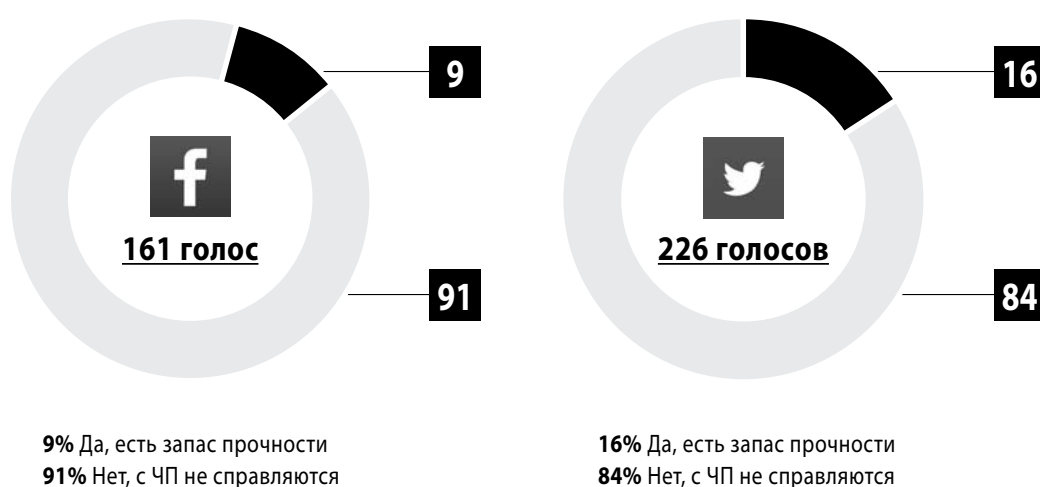 9
161 голос
91
9% Да, есть запас прочности
91% Нет, с ЧП не справляются
16
226 голосов
84
16% Да, есть запас прочности
84% Нет, с ЧП не справляются